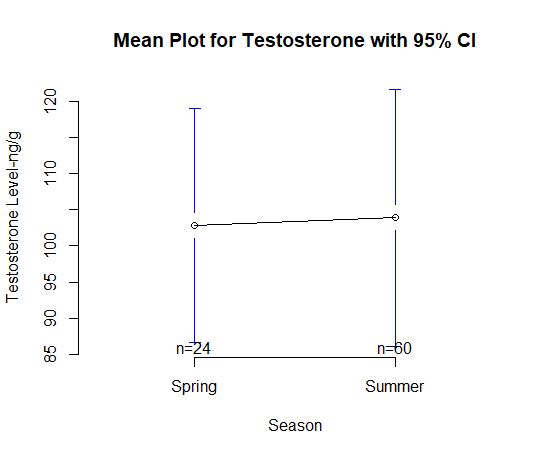 Mean Plot for Testosterone with 95% CI
Testosterone Level-ng/g
120
110
100
95
90
85
n=24
n=60
Spring
Summer
Season